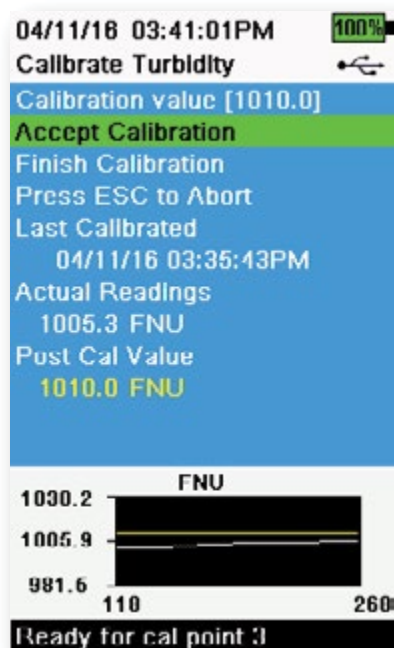 04/11/16 03:41:01PM 100%
Calibrate Turbidity
Calibration value [1010.0]
Accept Calibration
Finish Calibration
Press ESC to Abort
Last Calibrated
04/11/16 03:35:43PM
Actual Readings
1005.3 FNU
Post Cal Value
1010.0 FNU
FNU
1030.2
1005.9
981.6
110 260
Ready for cal point 3